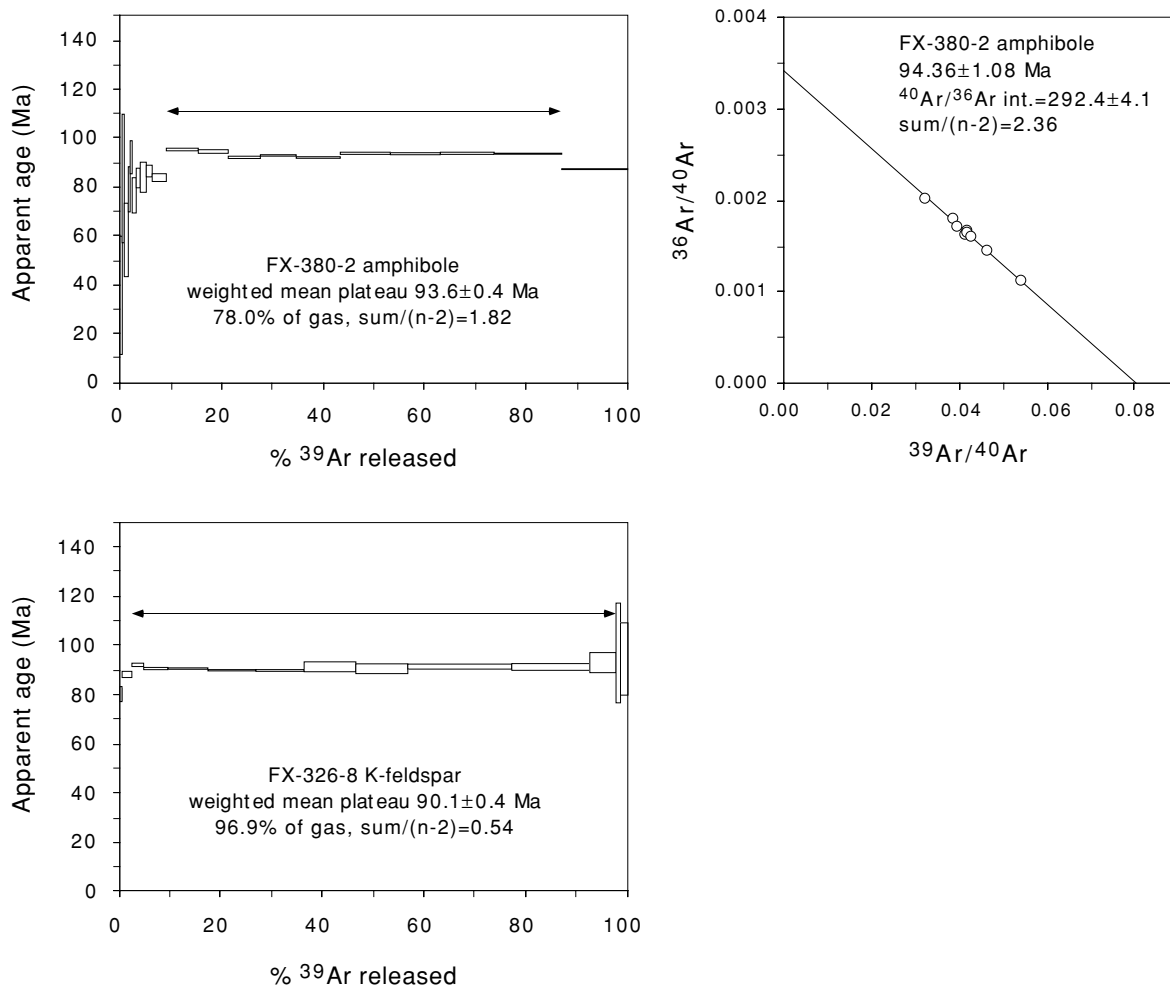 140
120
100
80
60
40
20
0
Apparent age (Ma)
FX-380-2 amphibole
weighted mean plateau 93.6±0.4 Ma
78.0% of gas, sum/(n-2)=1.82
0 20 40 60 80 100
% ³⁹Ar released
0.004
0.003
0.002
0.001
0.000
³⁶Ar/⁴⁰Ar
FX-380-2 amphibole
94.36±1.08 Ma
⁴⁰Ar/³⁶Ar int.=292.4±4.1
sum/(n-2)=2.36
0.00 0.02 0.04 0.06 0.08
³⁹Ar/⁴⁰Ar
140
120
100
80
60
40
20
0
Apparent age (Ma)
FX-326-8 K-feldspar
weighted mean plateau 90.1±0.4 Ma
96.9% of gas, sum/(n-2)=0.54
0 20 40 60 80 100
% ³⁹Ar released